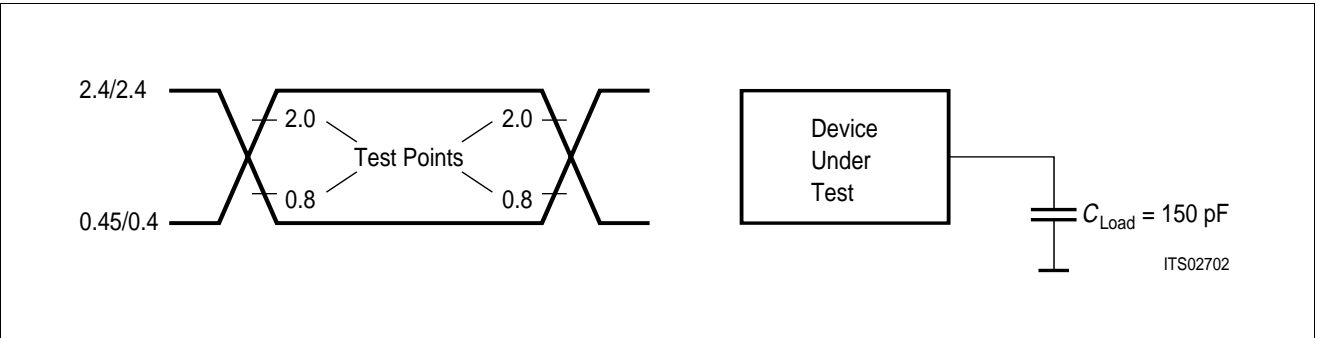 2.4/2.4
2.0
2.0
Test Points
0.8
0.8
0.45/0.4
Device
Under
Test
CLoad = 150 pF
ITS02702